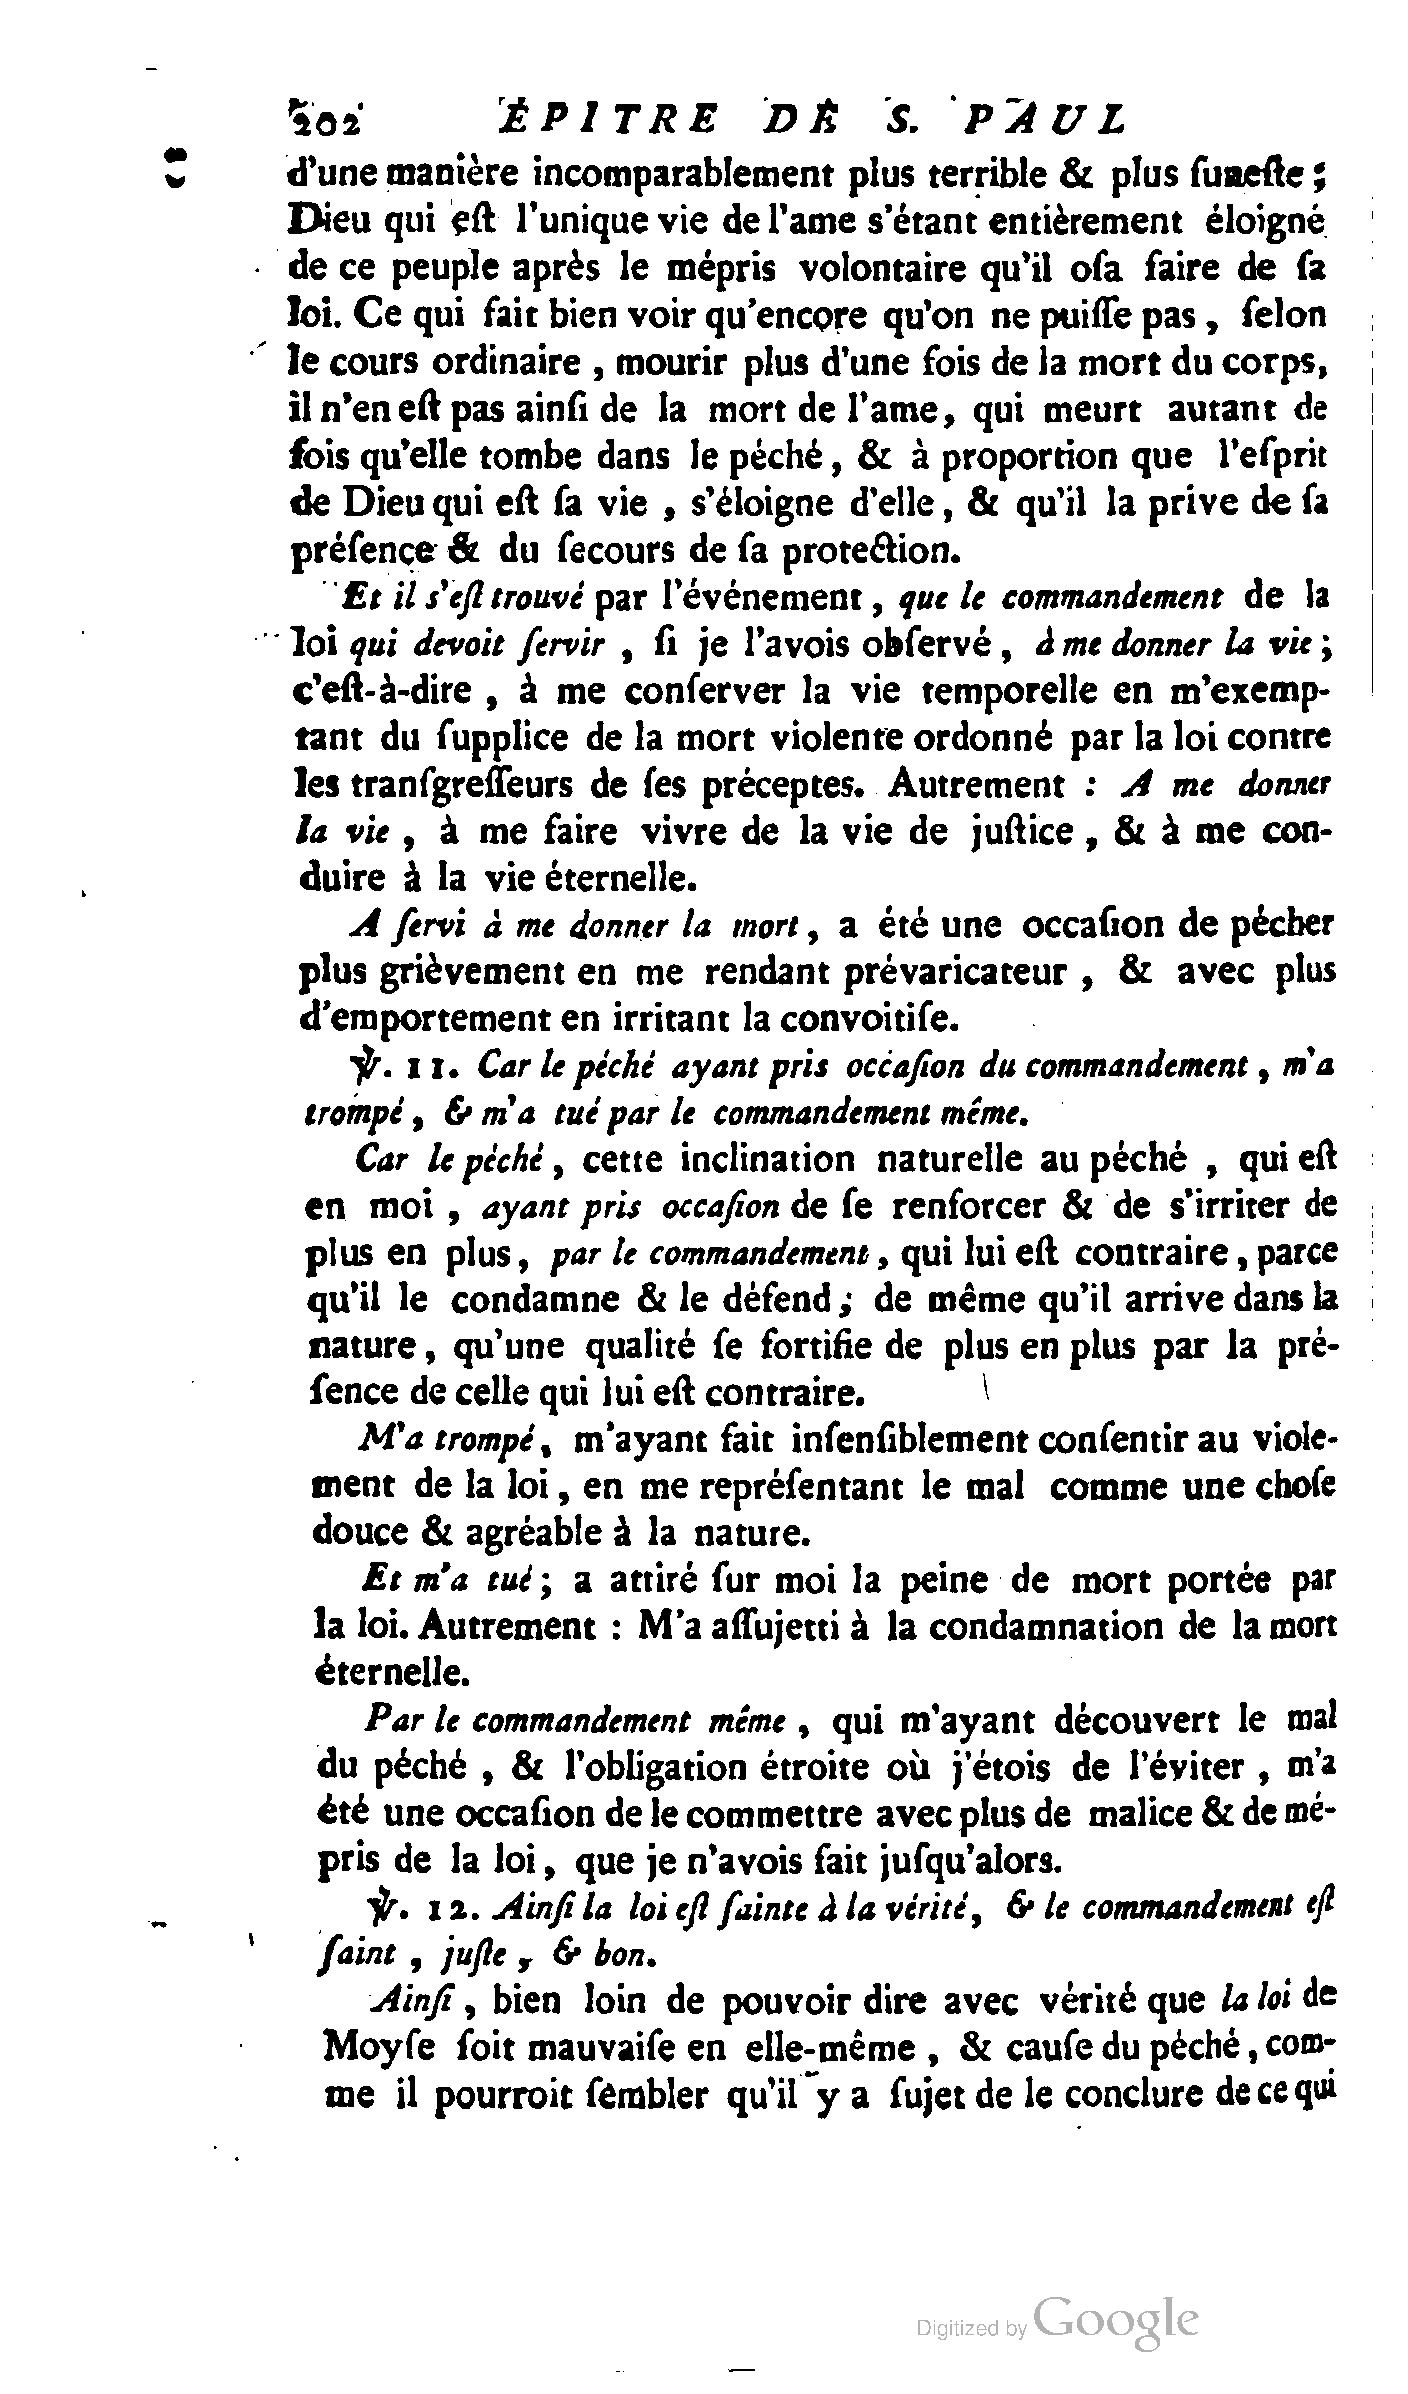 202 ÉPITRE DE S. PAUL
d'une manière incomparablement plus terrible & plus funeſte;
Dieu qui eſt l'unique vie de l'ame s'étant entièrement éloigné
de ce peuple après le mépris volontaire qu'il oſa faire de ſa
loi. Ce qui fait bien voir qu'encore qu'on ne puiſſe pas, ſelon
le cours ordinaire, mourir plus d'une fois de la mort du corps,
il n'en eſt pas ainſi de la mort de l'ame, qui meurt autant de
fois qu'elle tombe dans le péché, & à proportion que l'eſprit
de Dieu qui eſt ſa vie, s'éloigne d'elle, & qu'il la prive de ſa
préſence & du ſecours de ſa protection.
Et il s'eſt trouvé par l'événement, que le commandement de la
loi qui devoit ſervir, ſi je l'avois obſervé, à me donner la vie;
c'eſt-à-dire, à me conſerver la vie temporelle en m'exemp-
tant du ſupplice de la mort violente ordonné par la loi contre
les tranſgreſſeurs de ſes préceptes. Autrement : A me donner
la vie, à me faire vivre de la vie de juſtice, & à me con-
duire à la vie éternelle.
A ſervi à me donner la mort, a été une occaſion de pécher
plus grièvement en me rendant prévaricateur, & avec plus
d'emportement en irritant la convoitiſe.
℣. 11. Car le péché ayant pris occaſion du commandement, m'a
trompé, & m'a tué par le commandement même.
Car le péché, cette inclination naturelle au péché, qui eſt
en moi, ayant pris occaſion de ſe renforcer & de s'irriter de
plus en plus, par le commandement, qui lui eſt contraire, parce
qu'il le condamne & le défend; de même qu'il arrive dans la
nature, qu'une qualité ſe fortifie de plus en plus par la pré-
ſence de celle qui lui eſt contraire.
M'a trompé, m'ayant fait inſenſiblement conſentir au viole-
ment de la loi, en me repréſentant le mal comme une choſe
douce & agréable à la nature.
Et m'a tué; a attiré ſur moi la peine de mort portée par
la loi. Autrement : M'a aſſujetti à la condamnation de la mort
éternelle.
Par le commandement même, qui m'ayant découvert le mal
du péché, & l'obligation étroite où j'étois de l'éviter, m'a
été une occaſion de le commettre avec plus de malice & de mé-
pris de la loi, que je n'avois fait juſqu'alors.
℣. 12. Ainſi la loi eſt ſainte à la vérité, & le commandement eſt
ſaint, juſte, & bon.
Ainſi, bien loin de pouvoir dire avec vérité que la loi de
Moyſe ſoit mauvaiſe en elle-même, & cauſe du péché, com-
me il pourroit ſembler qu'il y a ſujet de le conclure de ce qui
Digitized by Google